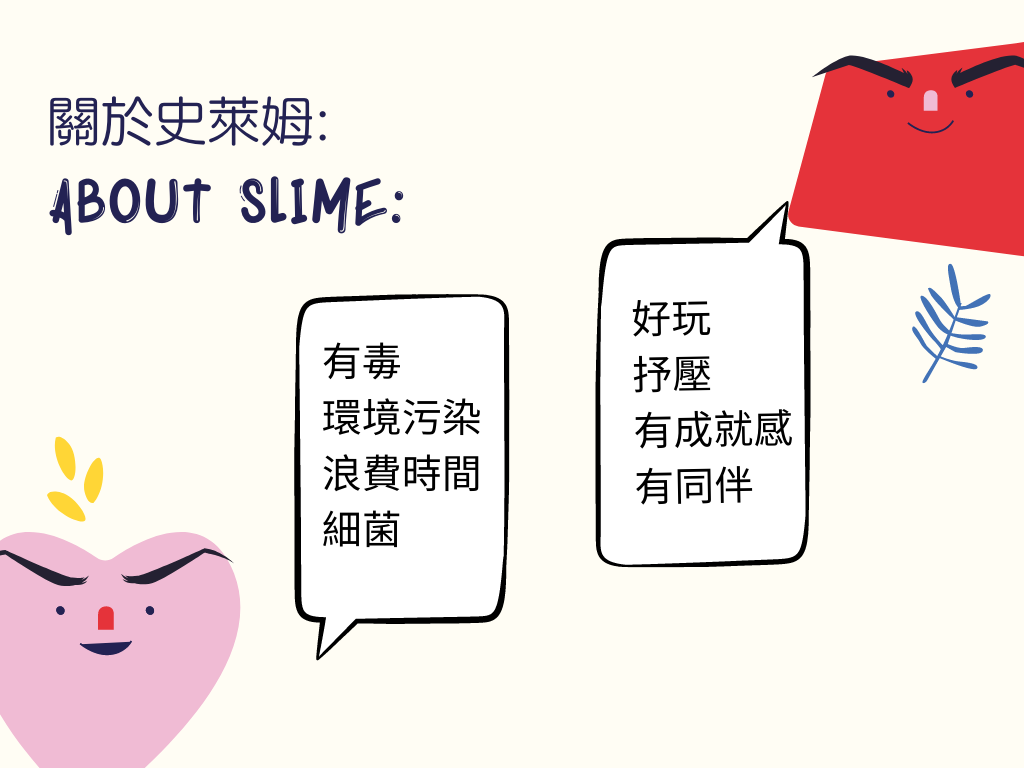 關於史萊姆:
ABOUT SLIME:
有毒
環境污染
浪費時間
細菌
好玩
抒壓
有成就感
有同伴